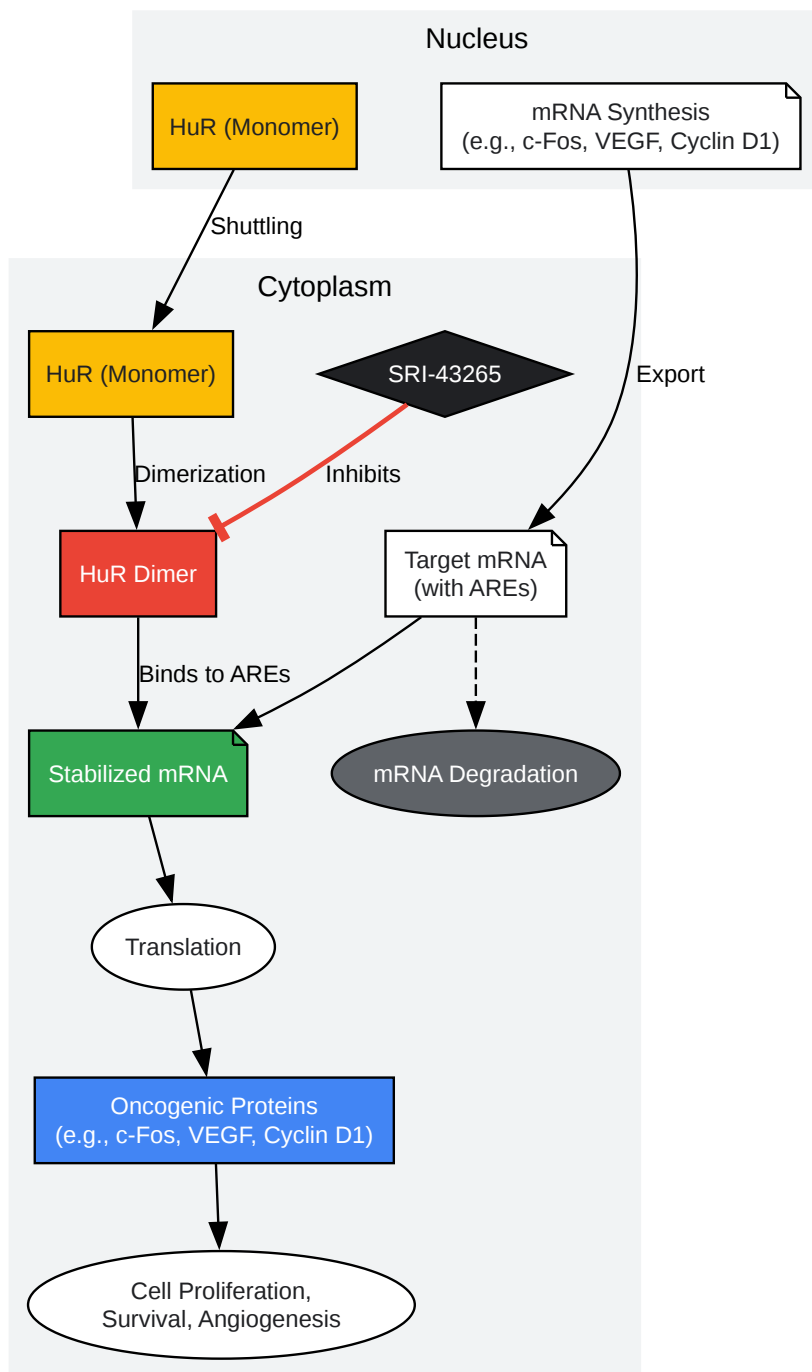 Nucleus
HuR (Monomer)
mRNA Synthesis
(e.g., c-Fos, VEGF, Cyclin D1)
Shuttling
Cytoplasm
HuR (Monomer)
SRI-43265
Export
Dimerization
Inhibits
HuR Dimer
Target mRNA
(with AREs)
Binds to AREs
Stabilized mRNA
mRNA Degradation
Translation
Oncogenic Proteins
(e.g., c-Fos, VEGF, Cyclin D1)
Cell Proliferation,
Survival, Angiogenesis